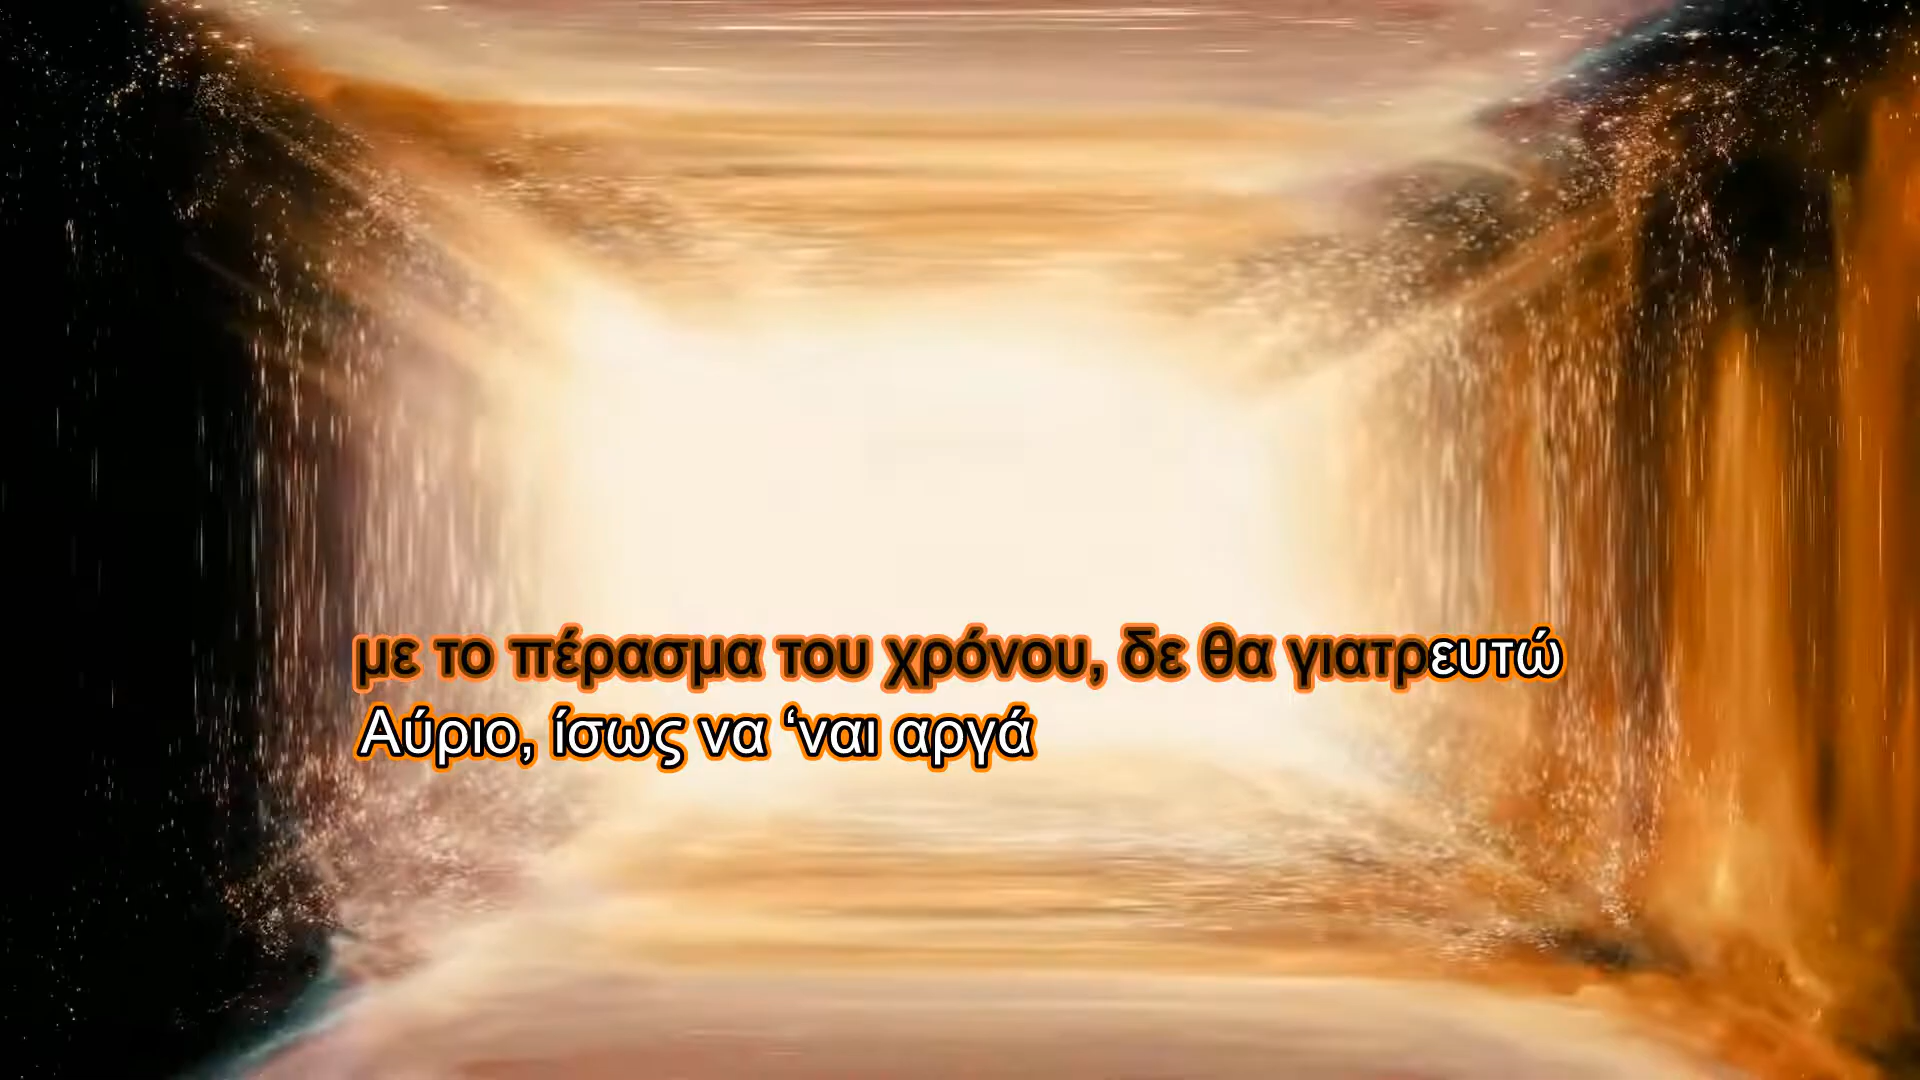 με το πέρασμα του χρόνου, δε θα γιατρευτώ
Αύριο, ίσως να ‘ναι αργά